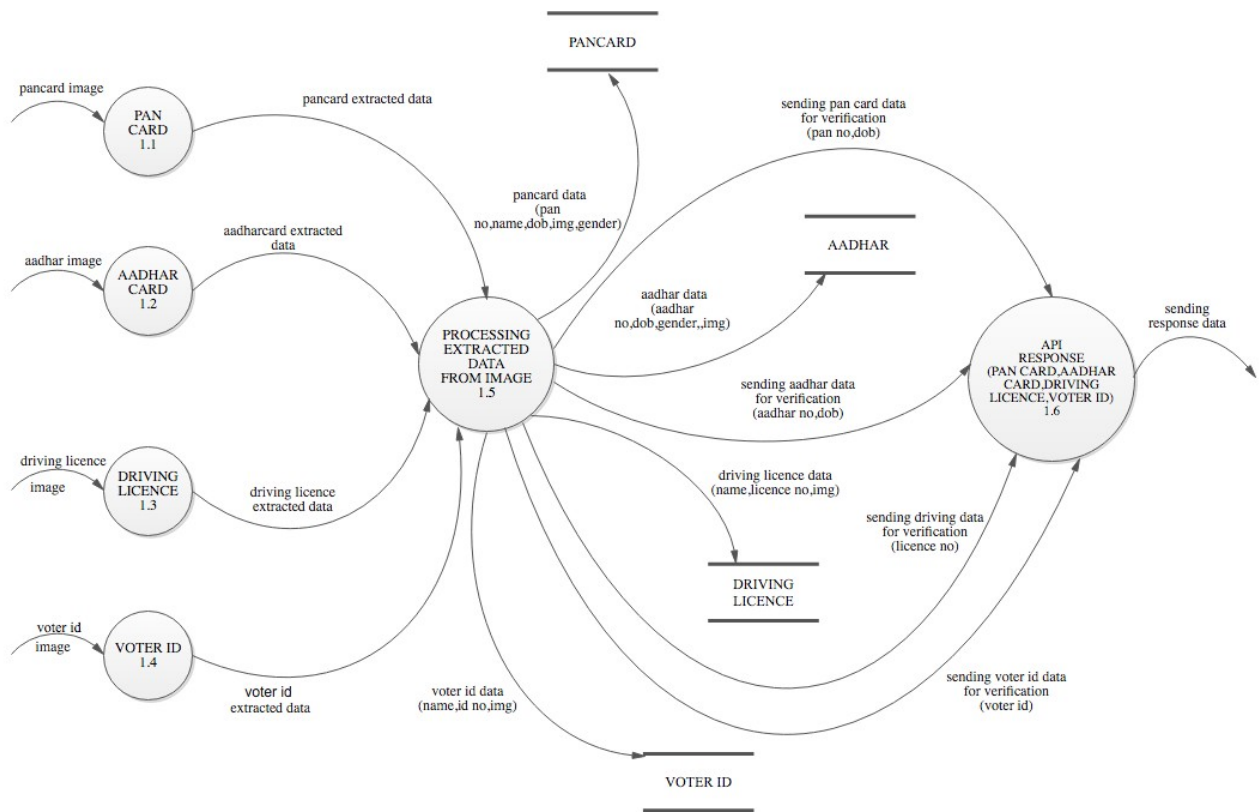 PANCARD
pancard image
PAN
CARD
1.1
pancard extracted data
sending pan card data
for verification
(pan no,dob)
pancard data
(pan
no,name,dob,img,gender)
aadharcard extracted
data
AADHAR
aadhar image
AADHAR
CARD
1.2
aadhar data
(aadhar
no,dob,gender,,img)
sending
response data
PROCESSING
EXTRACTED
DATA
FROM IMAGE
1.5
API
RESPONSE
(PAN CARD,AADHAR
CARD,DRIVING
LICENCE,VOTER ID)
1.6
sending aadhar data
for verification
(aadhar no,dob)
driving licence
image
DRIVING
LICENCE
1.3
driving licence
extracted data
driving licence data
(name,licence no,img)
sending driving data
for verification
(licence no)
DRIVING
LICENCE
voter id
image
VOTER ID
1.4
voter id
extracted data
voter id data
(name,id no,img)
sending voter id data
for verification
(voter id)
VOTER ID